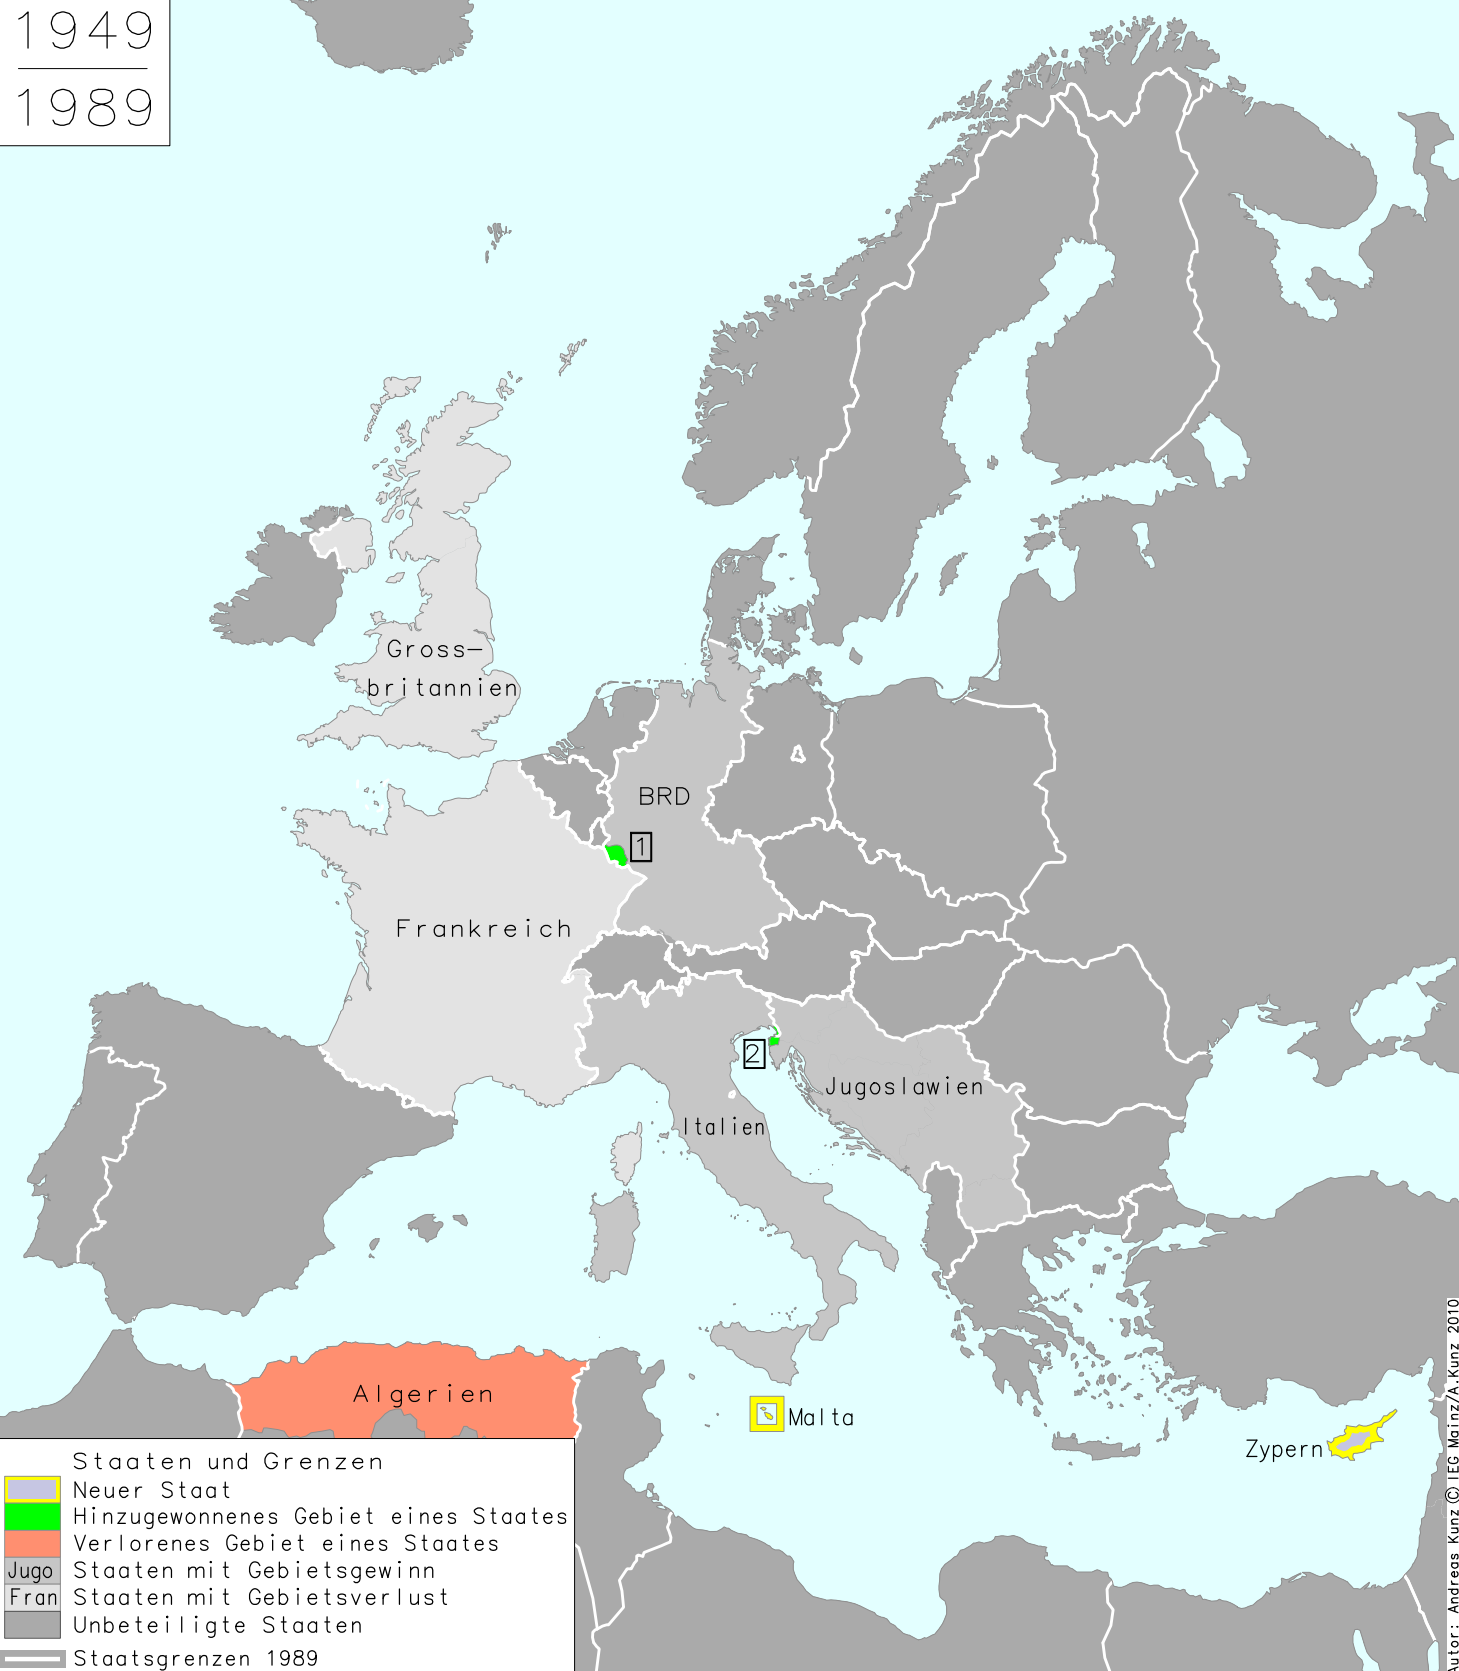 1949
1989
Gross-
britannien
BRD
1
Frankreich
2
Jugoslawien
Italien
Algerien
Malta
Zypern
Staaten und Grenzen
Neuer Staat
Hinzugewonnenes Gebiet eines Staates
Verlorenes Gebiet eines Staates
Jugo Staaten mit Gebietsgewinn
Fran Staaten mit Gebietsverlust
Unbeteiligte Staaten
Staatsgrenzen 1989
Autor: Andreas Kunz © IEG Mainz/A.Kunz 2010